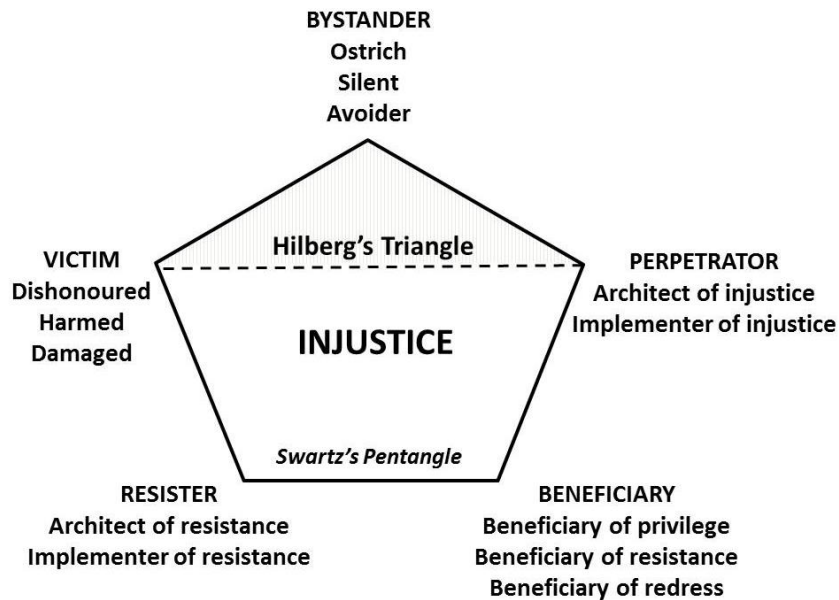 BYSTANDER
Ostrich
Silent
Avoider
Hilberg's Triangle
VICTIM
Dishonoured
Harmed
Damaged
PERPETRATOR
Architect of injustice
Implementer of injustice
INJUSTICE
Swartz's Pentangle
RESISTER
Architect of resistance
Implementer of resistance
BENEFICIARY
Beneficiary of privilege
Beneficiary of resistance
Beneficiary of redress